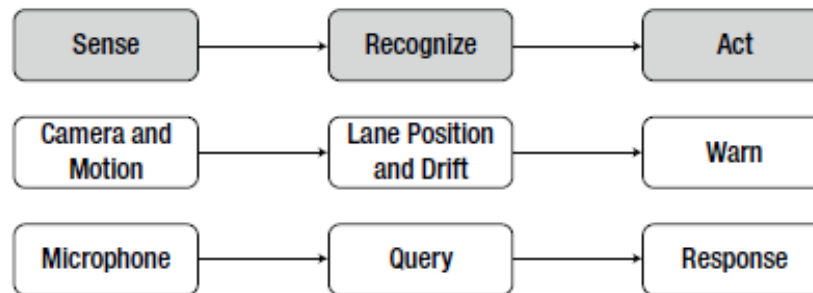 Sense
Recognize
Act
Camera and
Motion
Lane Position
and Drift
Warn
Microphone
Query
Response